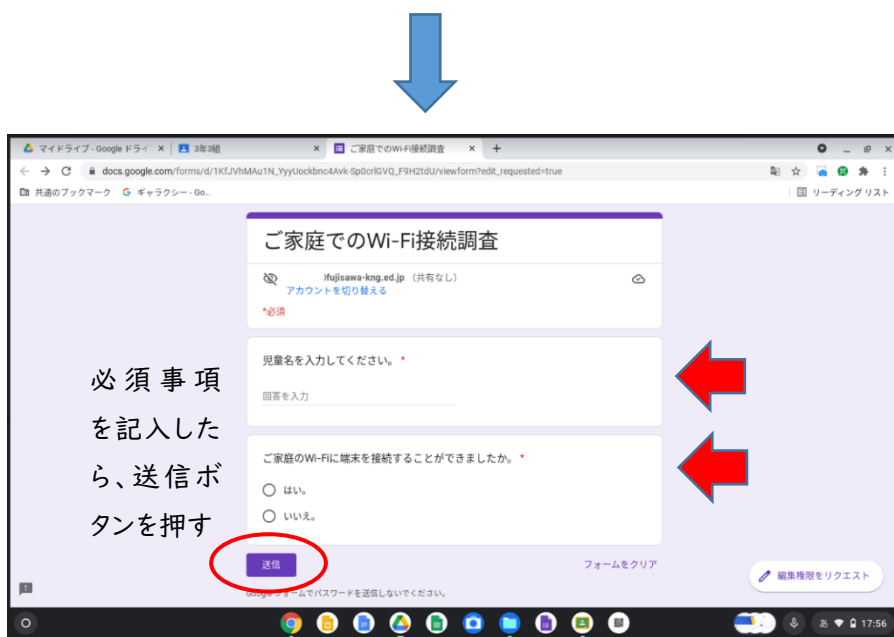 マイドライブ - Google ドライ
3年3組
ご家庭でのWi-Fi接続調査
docs.google.com/forms/d/1KfJVhMAu1N_YyyUockbnc4Avk-Sp0crlGVQ_F9H2tdU/viewform?edit_requested=true
共通のブックマーク
ギャラクシー - Go..
リーディング リスト
ご家庭でのWi-Fi接続調査
fujisawa-kng.ed.jp (共有なし)
アカウントを切り替える
*必須
児童名を入力してください。 *
回答を入力
必須事項
を記入した
ら、送信ボ
タンを押す
ご家庭のWi-Fiに端末を接続することができましたか。 *
はい。
いいえ。
送信
フォームをクリア
Google フォームでパスワードを送信しないでください。
編集権限をリクエスト
あ
17:56